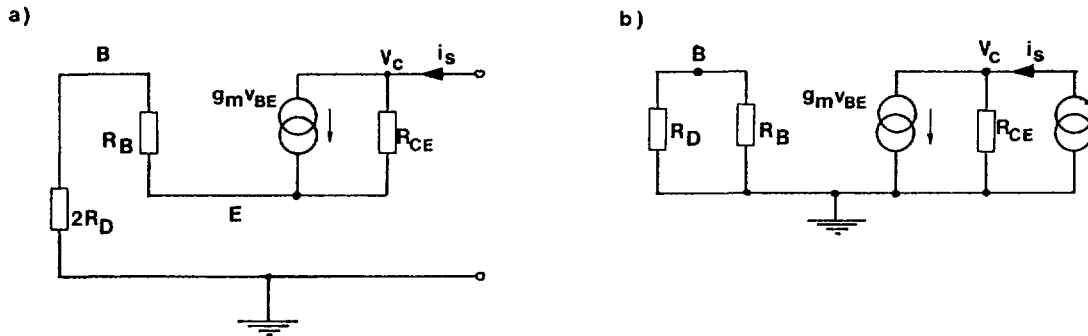 a)
B
V_C
i_s
g_m v_BE
R_B
R_CE
E
2R_D
b)
B
V_C
i_s
g_m v_BE
R_D
R_B
R_CE